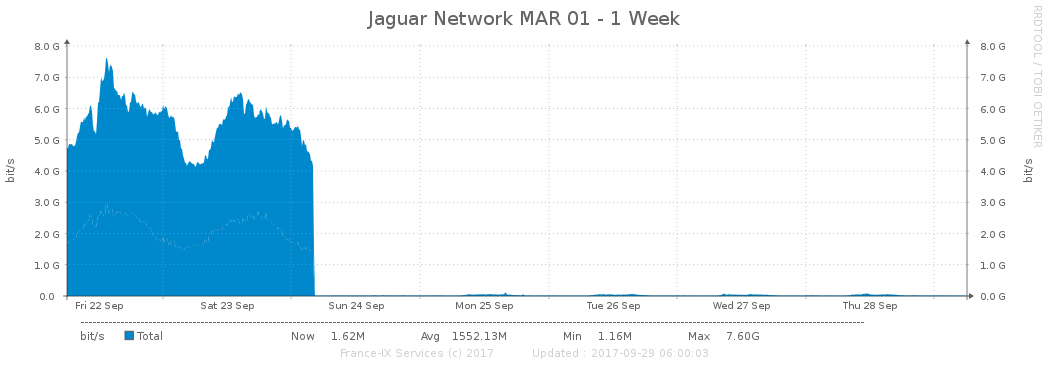 Jaguar Network MAR 01 - 1 Week
RRDTOOL / TOBI OETIKER
bit/s
8.0 G 8.0 G
7.0 G 7.0 G
6.0 G 6.0 G
5.0 G 5.0 G
4.0 G 4.0 G
3.0 G 3.0 G
2.0 G 2.0 G
1.0 G 1.0 G
0.0 0.0 G
bit/s
Fri 22 Sep Sat 23 Sep Sun 24 Sep Mon 25 Sep Tue 26 Sep Wed 27 Sep Thu 28 Sep
bit/s Total Now 1.62M Avg 1552.13M Min 1.16M Max 7.60G
France-IX Services (c) 2017 Updated : 2017-09-29 06:00:03